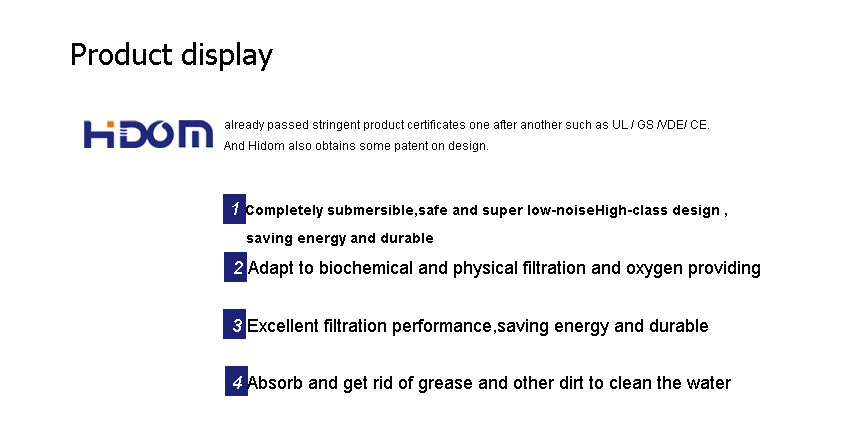 Product display
HiDOM
already passed stringent product certificates one after another such as UL / GS /VDE/ CE.
And Hidom also obtains some patent on design.
1 Completely submersible,safe and super low-noiseHigh-class design ,
saving energy and durable
2 Adapt to biochemical and physical filtration and oxygen providing
3 Excellent filtration performance,saving energy and durable
4 Absorb and get rid of grease and other dirt to clean the water